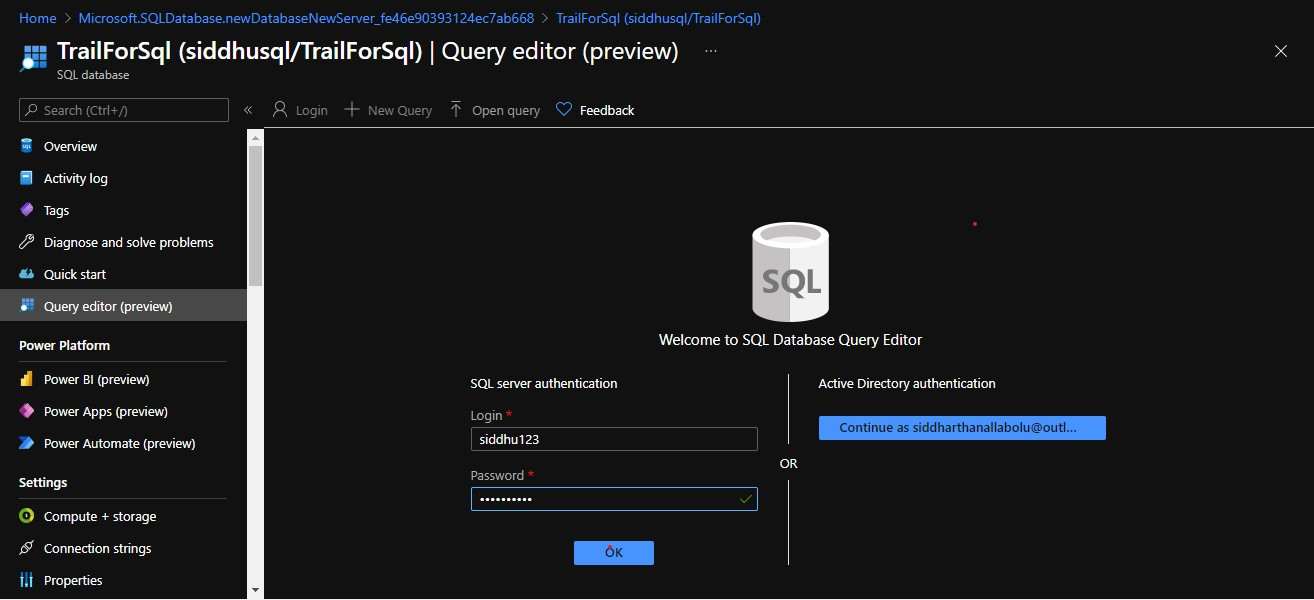 Home > Microsoft.SQLDatabase.newDatabaseNewServer_fe46e90393124ec7ab668 > TrailForSql (siddhusql/TrailForSql)
TrailForSql (siddhusql/TrailForSql) | Query editor (preview) ...
SQL database
Search (Ctrl+/)
« Login New Query Open query Feedback
Overview
Activity log
Tags
Diagnose and solve problems
Quick start
Query editor (preview)
Power Platform
Power BI (preview)
Power Apps (preview)
Power Automate (preview)
Settings
Compute + storage
Connection strings
Properties
SQL
Welcome to SQL Database Query Editor
SQL server authentication
Login *
siddhu123
Password *
••••••••••
OK
OR
Active Directory authentication
Continue as siddharthanallabolu@outl...